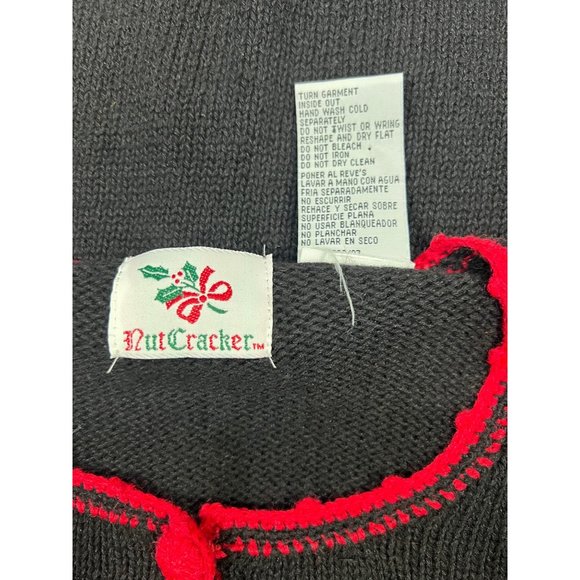 TURN GARMENT
INSIDE OUT
HAND WASH COLD
SEPARATELY
DO NOT TWIST OR WRING
RESHAPE AND DRY FLAT
DO NOT BLEACH
DO NOT IRON
DO NOT DRY CLEAN
PONER AL REVE'S
LAVAR A MANO CON AGUA
FRIA SEPARADAMENTE
NO ESCURRIR
REHACE Y SECAR SOBRE
SUPERFICIE PLANA
NO USAR BLANQUEADOR
NO PLANCHAR
NO LAVAR EN SECO
NutCracker™